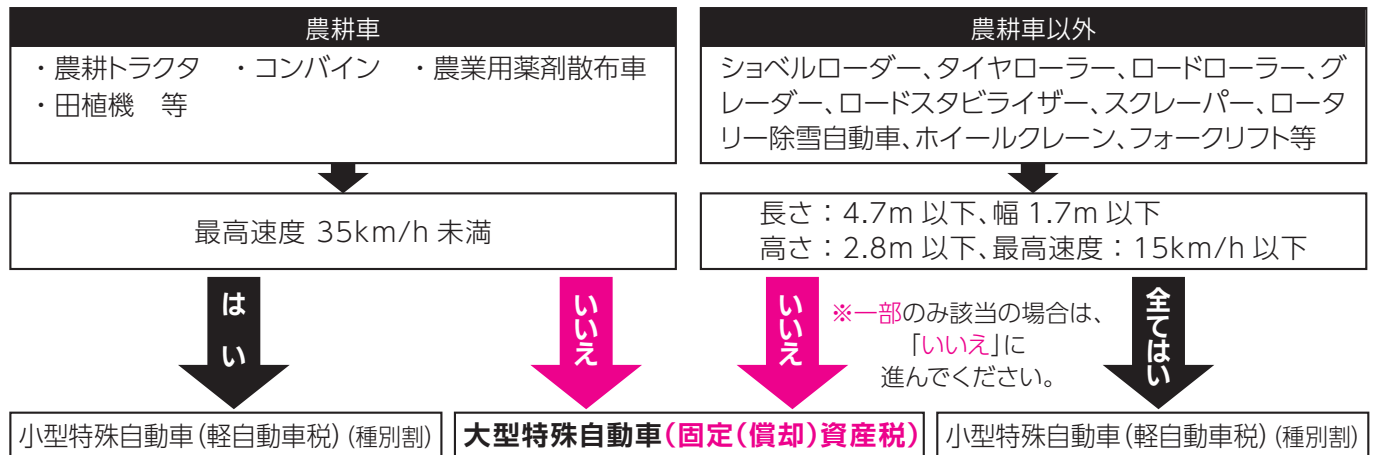 農耕車
・農耕トラクタ ・コンバイン ・農業用薬剤散布車
・田植機 等
農耕車以外
ショベルローダー、タイヤローラー、ロードローラー、グ
レーダー、ロードスタビライザー、スクレーパー、ロータ
リー除雪自動車、ホイールクレーン、フォークリフト等
最高速度 35km/h 未満
長さ：4.7m 以下、幅 1.7m 以下
高さ：2.8m 以下、最高速度：15km/h 以下
はい
いいえ
いいえ
※一部のみ該当の場合は、
「いいえ」に
進んでください。
全てはい
小型特殊自動車(軽自動車税)(種別割)
大型特殊自動車(固定(償却)資産税)
小型特殊自動車(軽自動車税)(種別割)